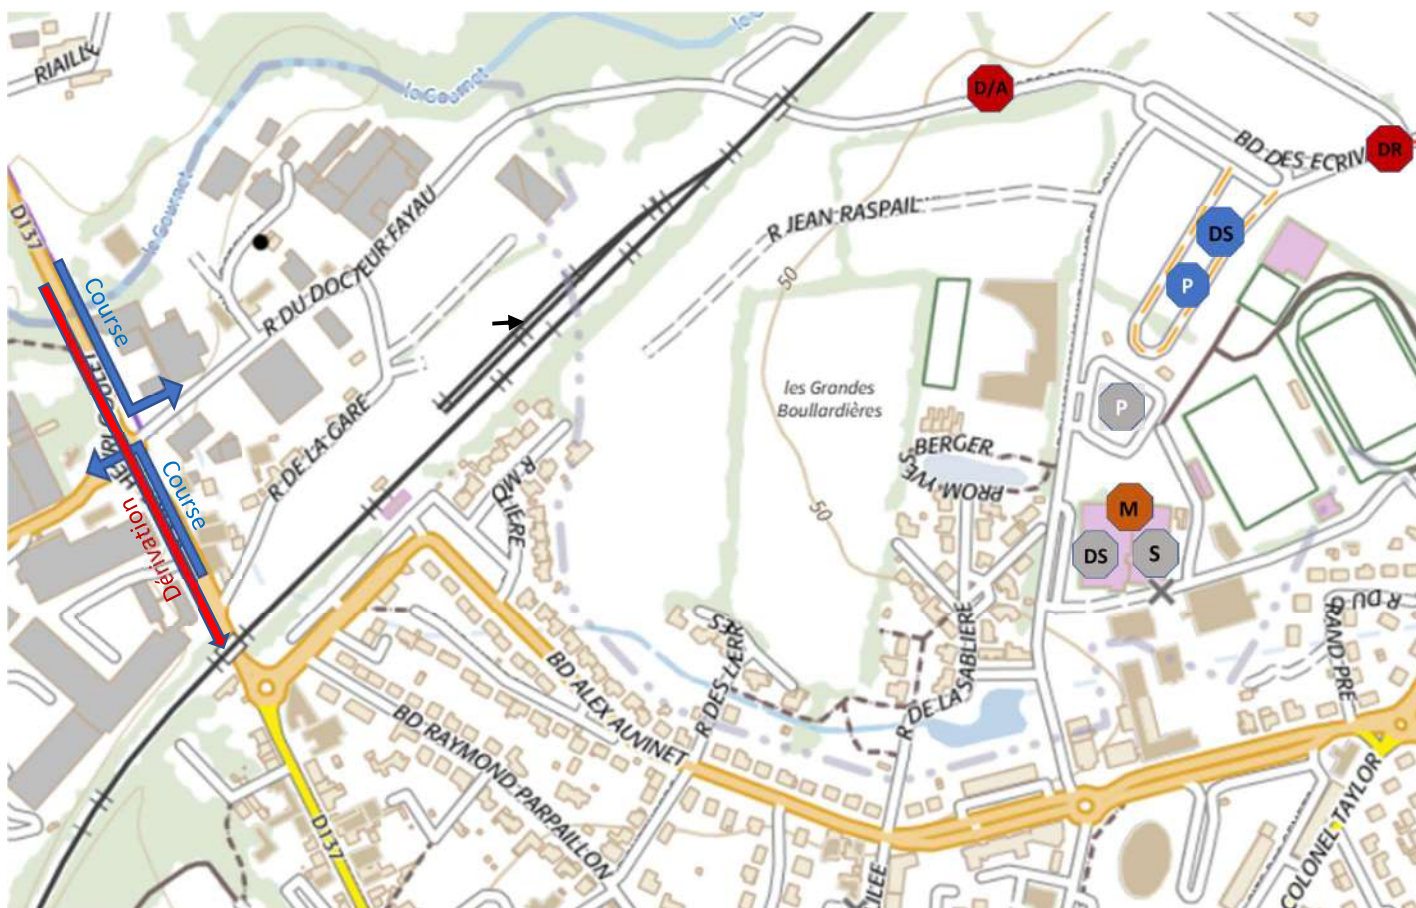 RIAILLE
le Gournet
le G
D/A
BD DES ECRIV
DR
D137
le Gournet
R DU DOCTEUR FAYAU
R JEAN RASPAIL
DS
P
50
Course
R DE LA GARE
les Grandes
Boullardières
P
Course
Dérivation
R MOLIERE
BERGER
PROM YVES
50
M
DS
S
R DU G
RAND PRE
R DE LA SABLIERE
R DES
BD ALEX AUVINET
BD RAYMOND PARPAILLON
D137
COLONEL TAYLOR